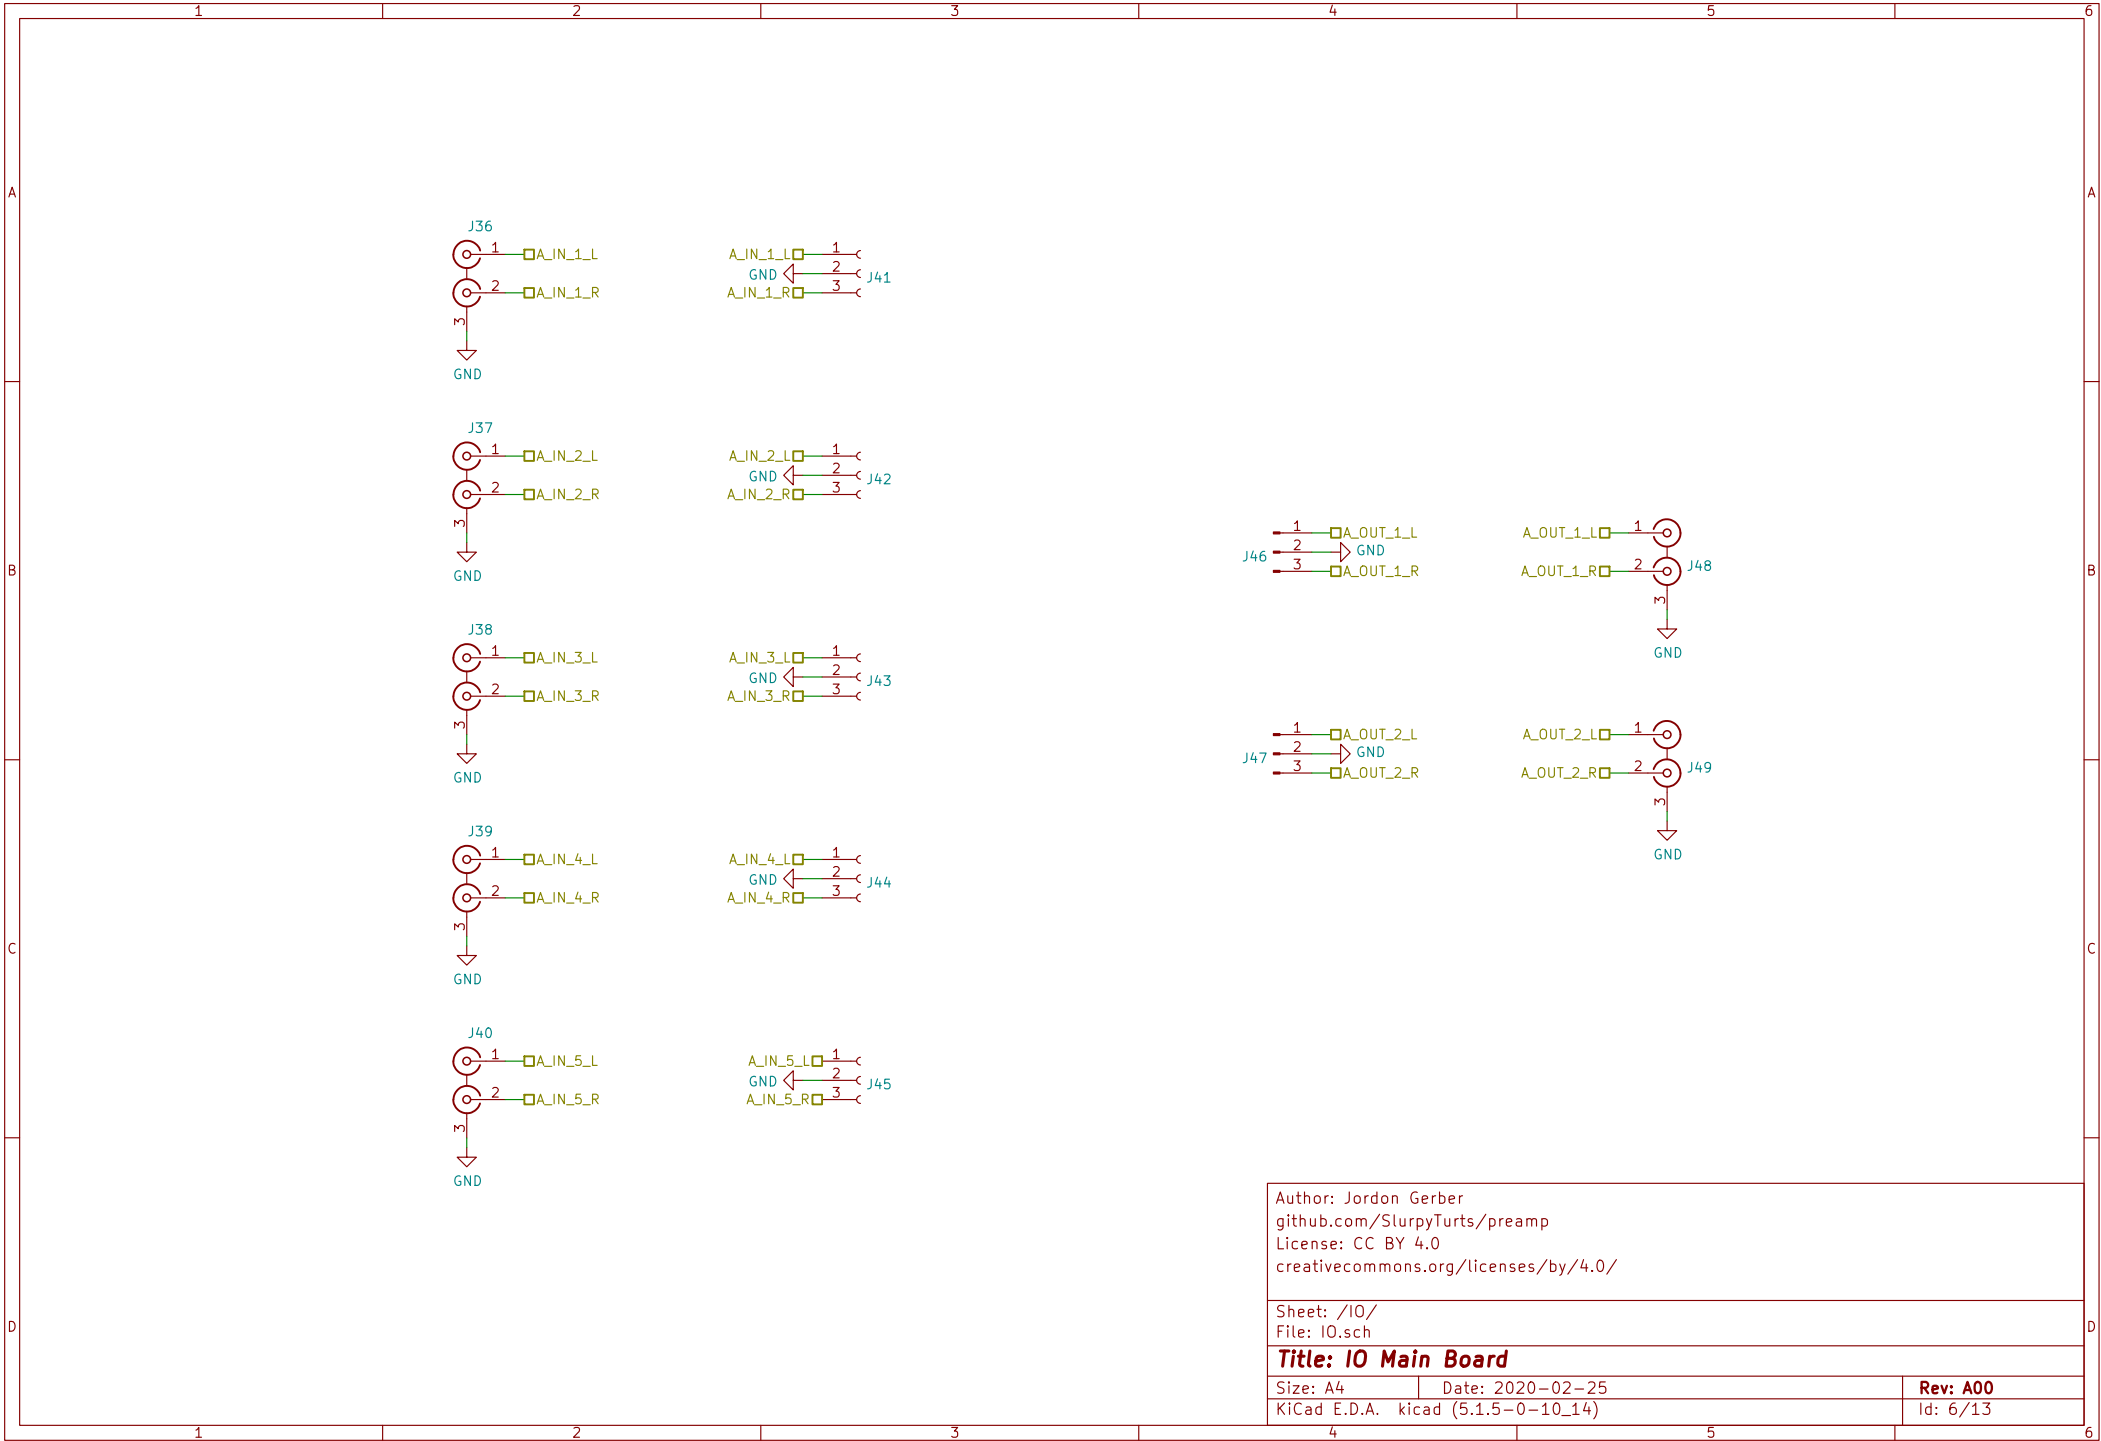 1 2 3 4 5 6
A A
J36
1 A_IN_1_L A_IN_1_L 1
GND 2 J41
2 A_IN_1_R A_IN_1_R 3
3
GND
J37
1 A_IN_2_L A_IN_2_L 1
GND 2 J42
2 A_IN_2_R A_IN_2_R 3
3
GND
1 A_OUT_1_L A_OUT_1_L 1
J46 2 GND
3 A_OUT_1_R A_OUT_1_R 2 J48
3
GND
B B
J38
1 A_IN_3_L A_IN_3_L 1
GND 2 J43
2 A_IN_3_R A_IN_3_R 3
3
GND
1 A_OUT_2_L A_OUT_2_L 1
J47 2 GND
3 A_OUT_2_R A_OUT_2_R 2 J49
3
GND
J39
1 A_IN_4_L A_IN_4_L 1
GND 2 J44
2 A_IN_4_R A_IN_4_R 3
3
GND
C C
J40
1 A_IN_5_L A_IN_5_L 1
GND 2 J45
2 A_IN_5_R A_IN_5_R 3
3
GND
Author: Jordon Gerber
github.com/SlurpyTurts/preamp
License: CC BY 4.0
creativecommons.org/licenses/by/4.0/
Sheet: /IO/
File: IO.sch
D D
Title: IO Main Board
Size: A4 Date: 2020-02-25 Rev: A00
KiCad E.D.A. kicad (5.1.5-0-10_14) Id: 6/13
1 2 3 4 5 6